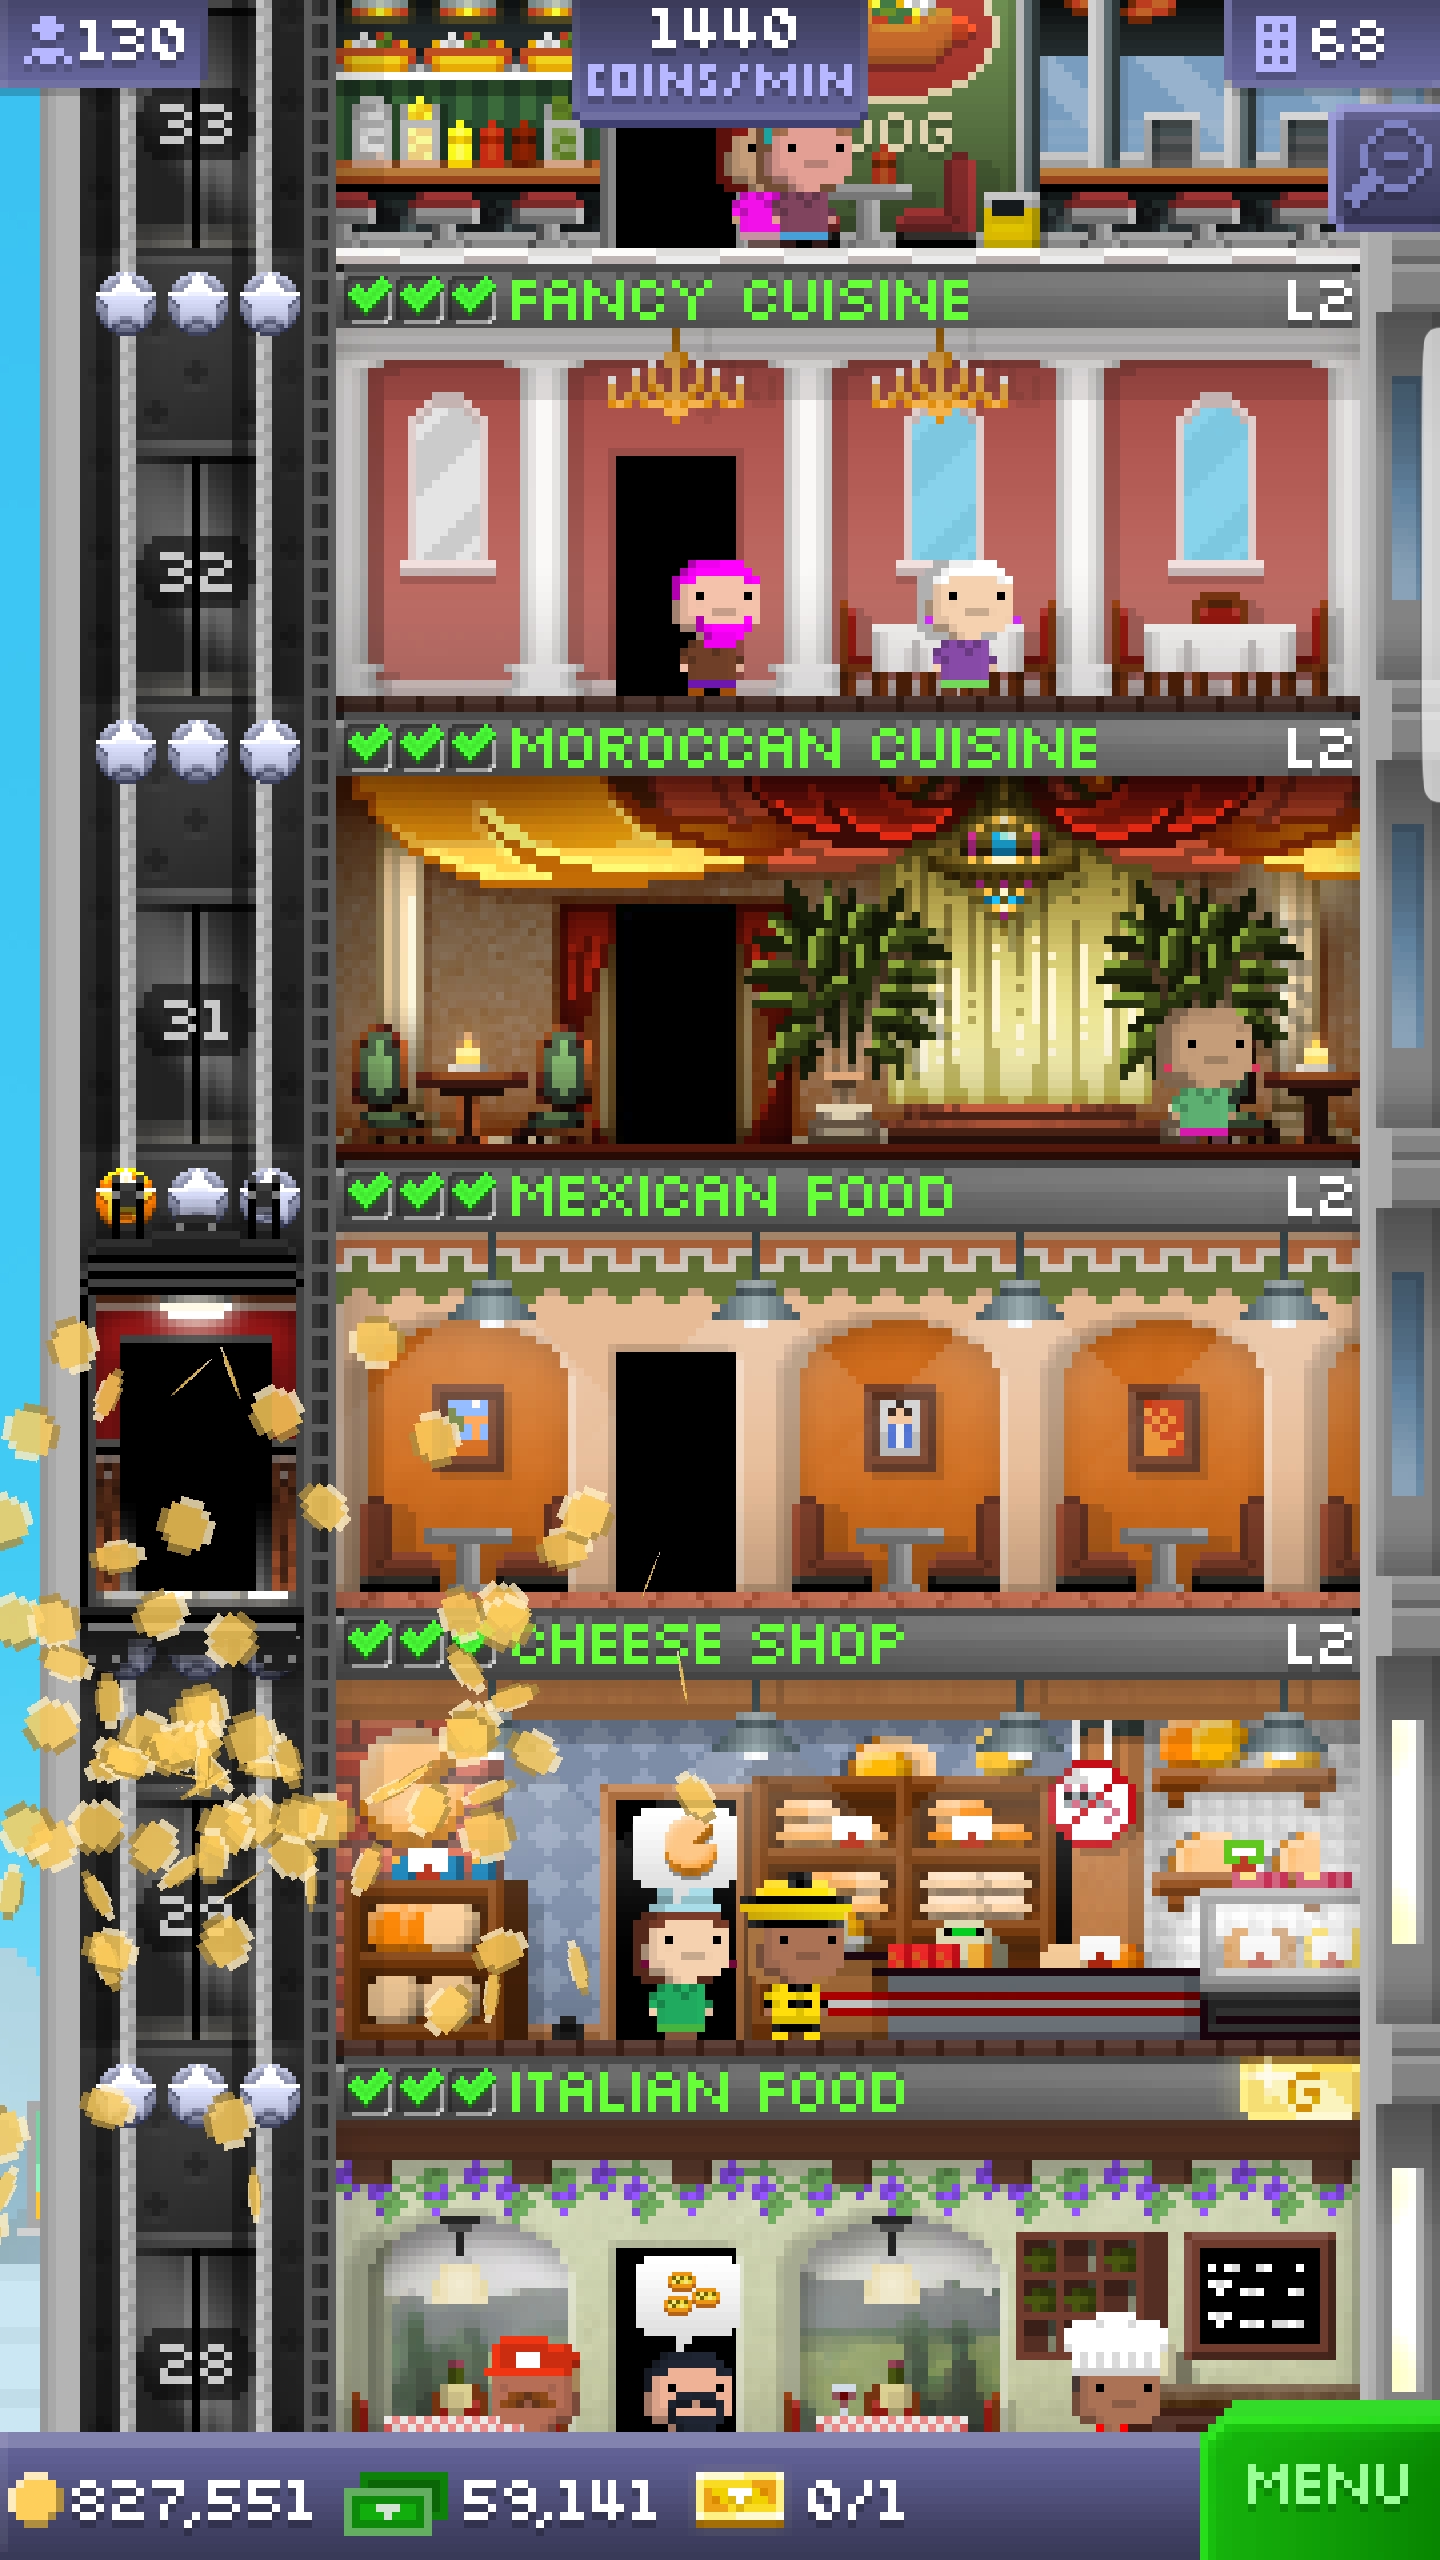 130
1440
COINS/MIN
68
33
FANCY CUISINE L2
32
MOROCCAN CUISINE L2
31
MEXICAN FOOD L2
CHEESE SHOP L2
ITALIAN FOOD G
28
827,551 59,141 0/1
MENU